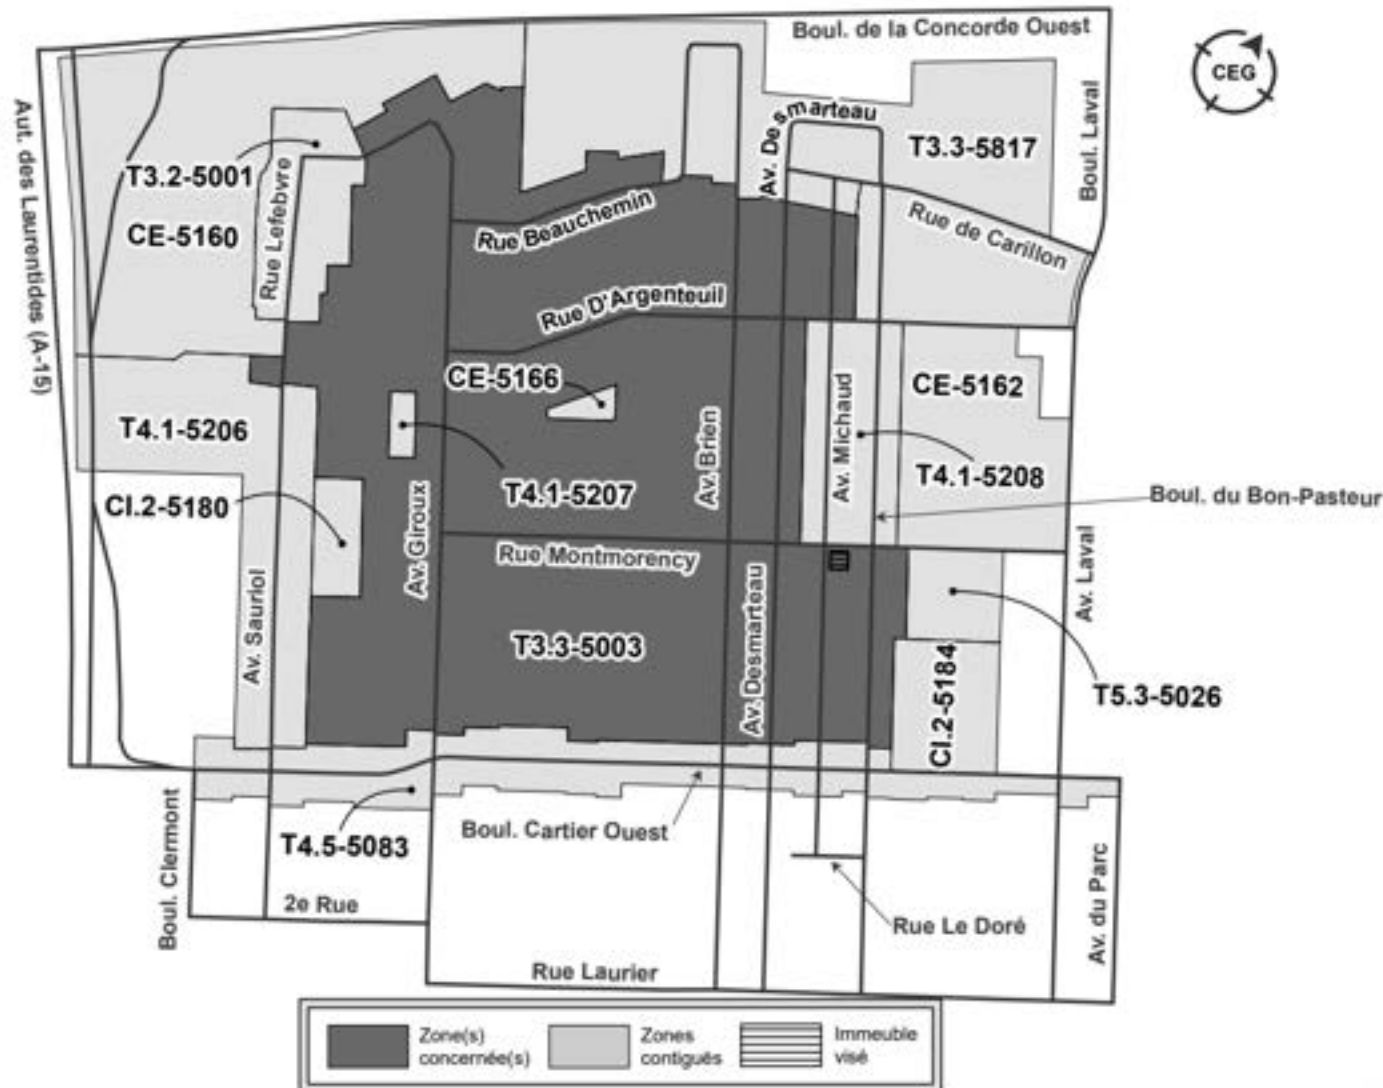 Boul. de la Concorde Ouest
CEG
Aut. des Laurentides (A-15)
Av. Desmarteau
Boul. Laval
T3.3-5817
T3.2-5001
Rue Lefebvre
CE-5160
Rue Beauchemin
Rue de Carillon
Rue D'Argenteuil
CE-5166
CE-5162
T4.1-5206
Av. Brien
Av. Michaud
T4.1-5207
T4.1-5208
CI.2-5180
Boul. du Bon-Pasteur
Av. Giroux
Rue Montmorency
Av. Laval
Av. Sauriol
T3.3-5003
Av. Desmarteau
CI.2-5184
T5.3-5026
Boul. Clermont
T4.5-5083
Boul. Cartier Ouest
2e Rue
Rue Le Doré
Av. du Parc
Rue Laurier
Zone(s)
concernée(s)
Zones
contiguës
Immeuble
visé